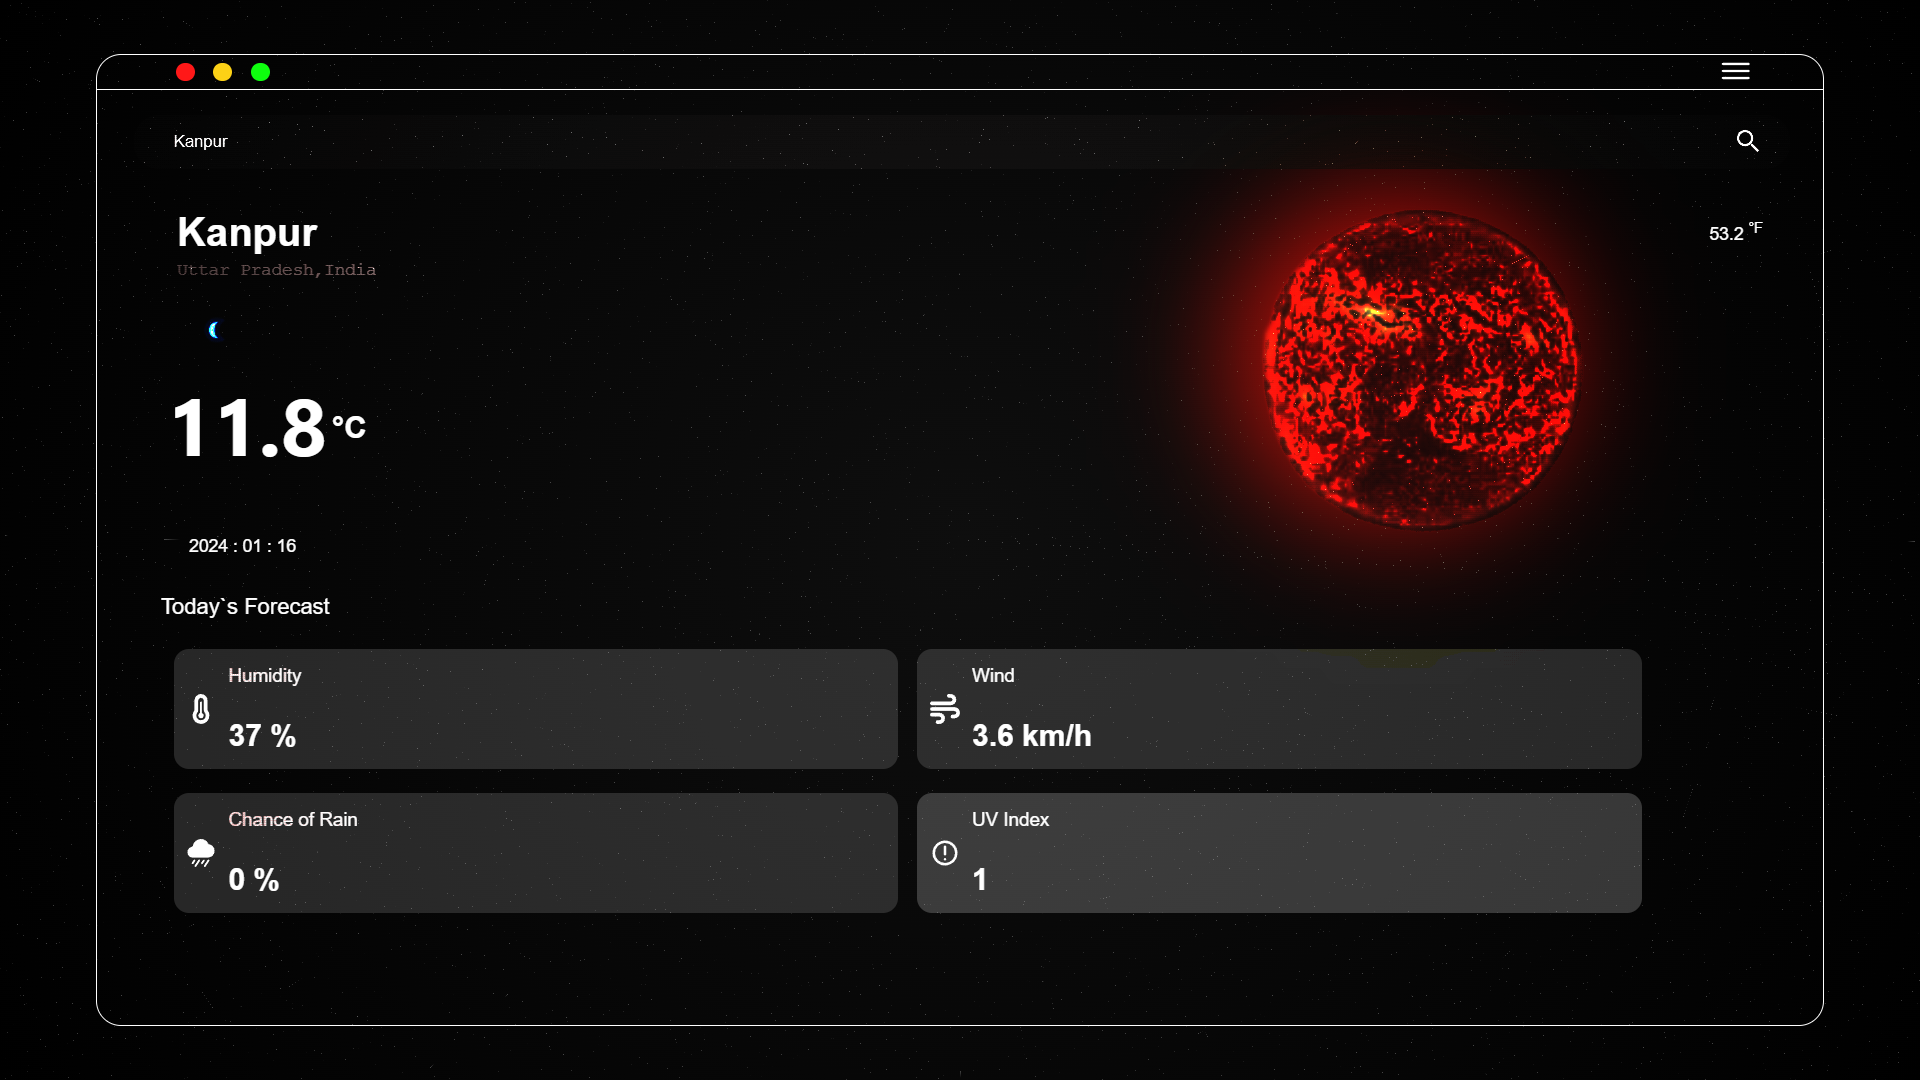 Kanpur
Kanpur
53.2 °F
Uttar Pradesh,India
11.8 °C
2024 : 01 : 16
Today`s Forecast
Humidity
37 %
Wind
3.6 km/h
Chance of Rain
0 %
UV Index
1